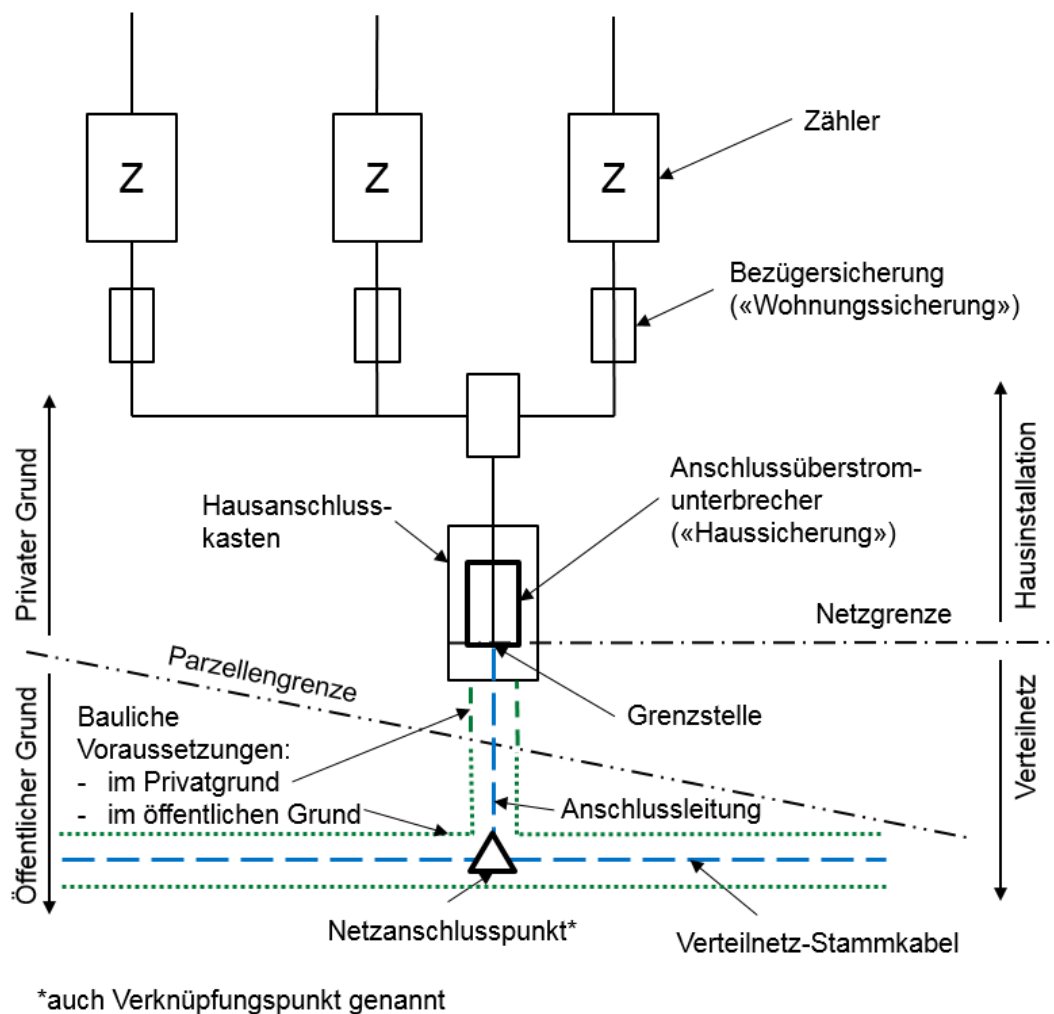 Z
Z
Z
Zähler
Bezügersicherung
(«Wohnungssicherung»)
Privater Grund
Hausinstallation
Hausanschluss-
kasten
Anschlussüberstrom-
unterbrecher
(«Haussicherung»)
Netzgrenze
Parzellengrenze
Öffentlicher Grund
Verteilnetz
Bauliche
Voraussetzungen:
- im Privatgrund
- im öffentlichen Grund
Grenzstelle
Anschlussleitung
Netzanschlusspunkt*
Verteilnetz-Stammkabel
*auch Verknüpfungspunkt genannt